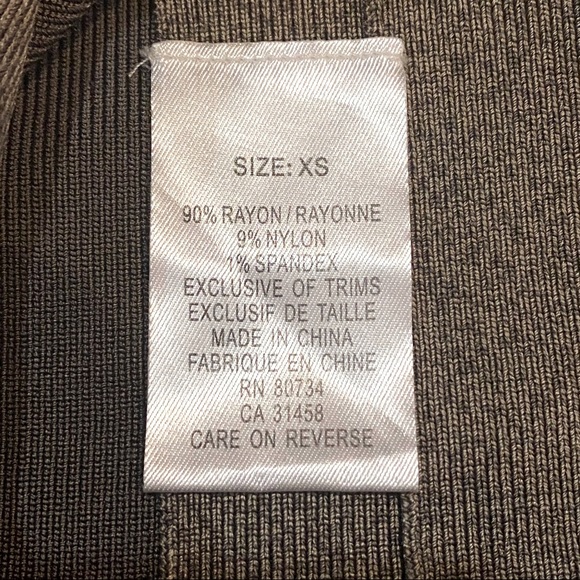 SIZE: XS
90% RAYON / RAYONNE
9% NYLON
1% SPANDEX
EXCLUSIVE OF TRIMS
EXCLUSIF DE TAILLE
MADE IN CHINA
FABRIQUE EN CHINE
RN 80734
CA 31458
CARE ON REVERSE